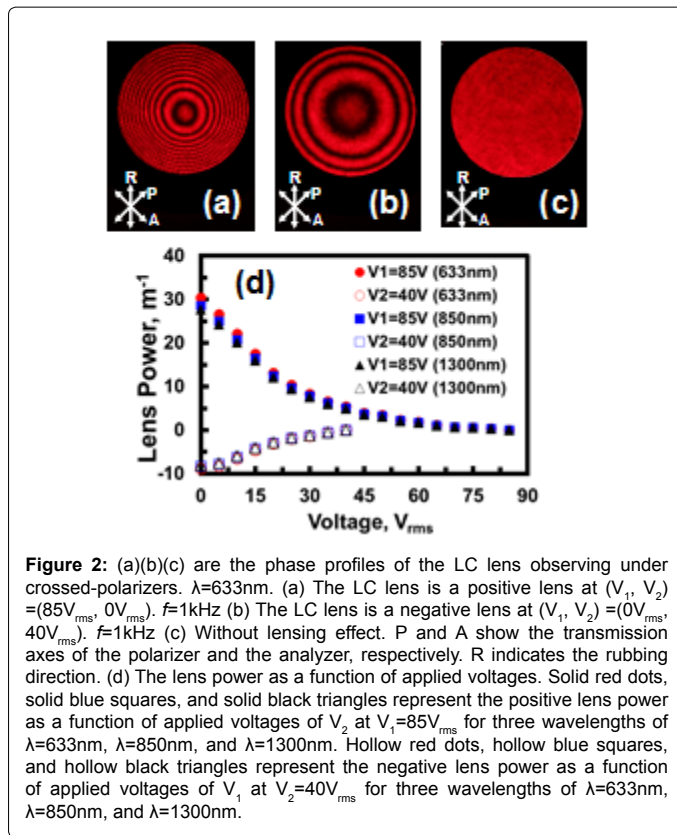 R
P
A
(a)
R
P
A
(b)
R
P
A
(c)
40
30
20
10
0
-10
Lens Power, m⁻¹
(d)
V1=85V (633nm)
V2=40V (633nm)
V1=85V (850nm)
V2=40V (850nm)
V1=85V (1300nm)
V2=40V (1300nm)
0 15 30 45 60 75 90
Voltage, Vrms
Figure 2: (a)(b)(c) are the phase profiles of the LC lens observing under
crossed-polarizers. λ=633nm. (a) The LC lens is a positive lens at (V₁, V₂)
=(85Vrms, 0Vrms). f=1kHz (b) The LC lens is a negative lens at (V₁, V₂) =(0Vrms,
40Vrms). f=1kHz (c) Without lensing effect. P and A show the transmission
axes of the polarizer and the analyzer, respectively. R indicates the rubbing
direction. (d) The lens power as a function of applied voltages. Solid red dots,
solid blue squares, and solid black triangles represent the positive lens power
as a function of applied voltages of V₂ at V₁=85Vrms for three wavelengths of
λ=633nm, λ=850nm, and λ=1300nm. Hollow red dots, hollow blue squares,
and hollow black triangles represent the negative lens power as a function
of applied voltages of V₁ at V₂=40Vrms for three wavelengths of λ=633nm,
λ=850nm, and λ=1300nm.